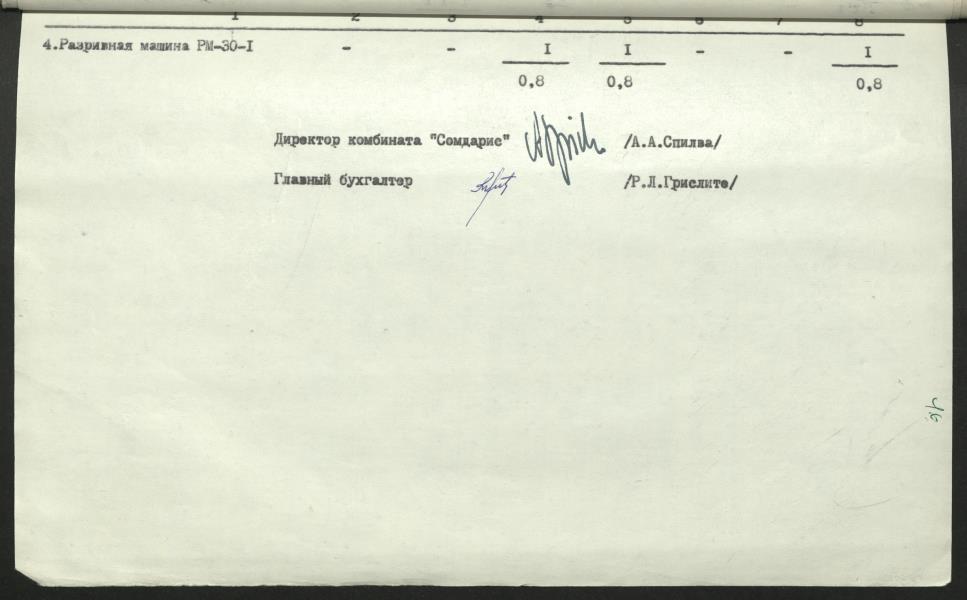 1 2 3 4 5 6 7 8
4.Разривная машина РМ-30-I - - I I - - I
0,8 0,8 0,8
Директор комбината "Сомдарис" /А.А.Спилва/
Главный бухгалтер /Р.Л.Грислите/